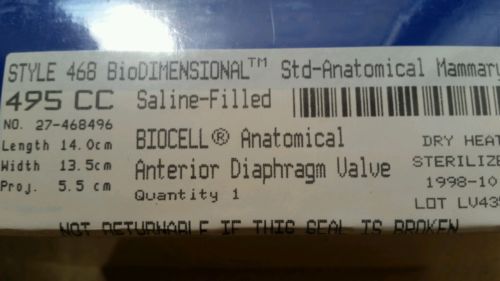 STYLE 468 BioDIMENSIONAL™ Std-Anatomical Mammary
495 CC Saline-Filled
NO. 27-468496
Length 14.0cm
Width 13.5cm
Proj. 5.5 cm
BIOCELL® Anatomical
Anterior Diaphragm Valve
Quantity 1
DRY HEAT
STERILIZE
1998-10
LOT LV435
NOT RETURNABLE IF THIS SEAL IS BROKEN